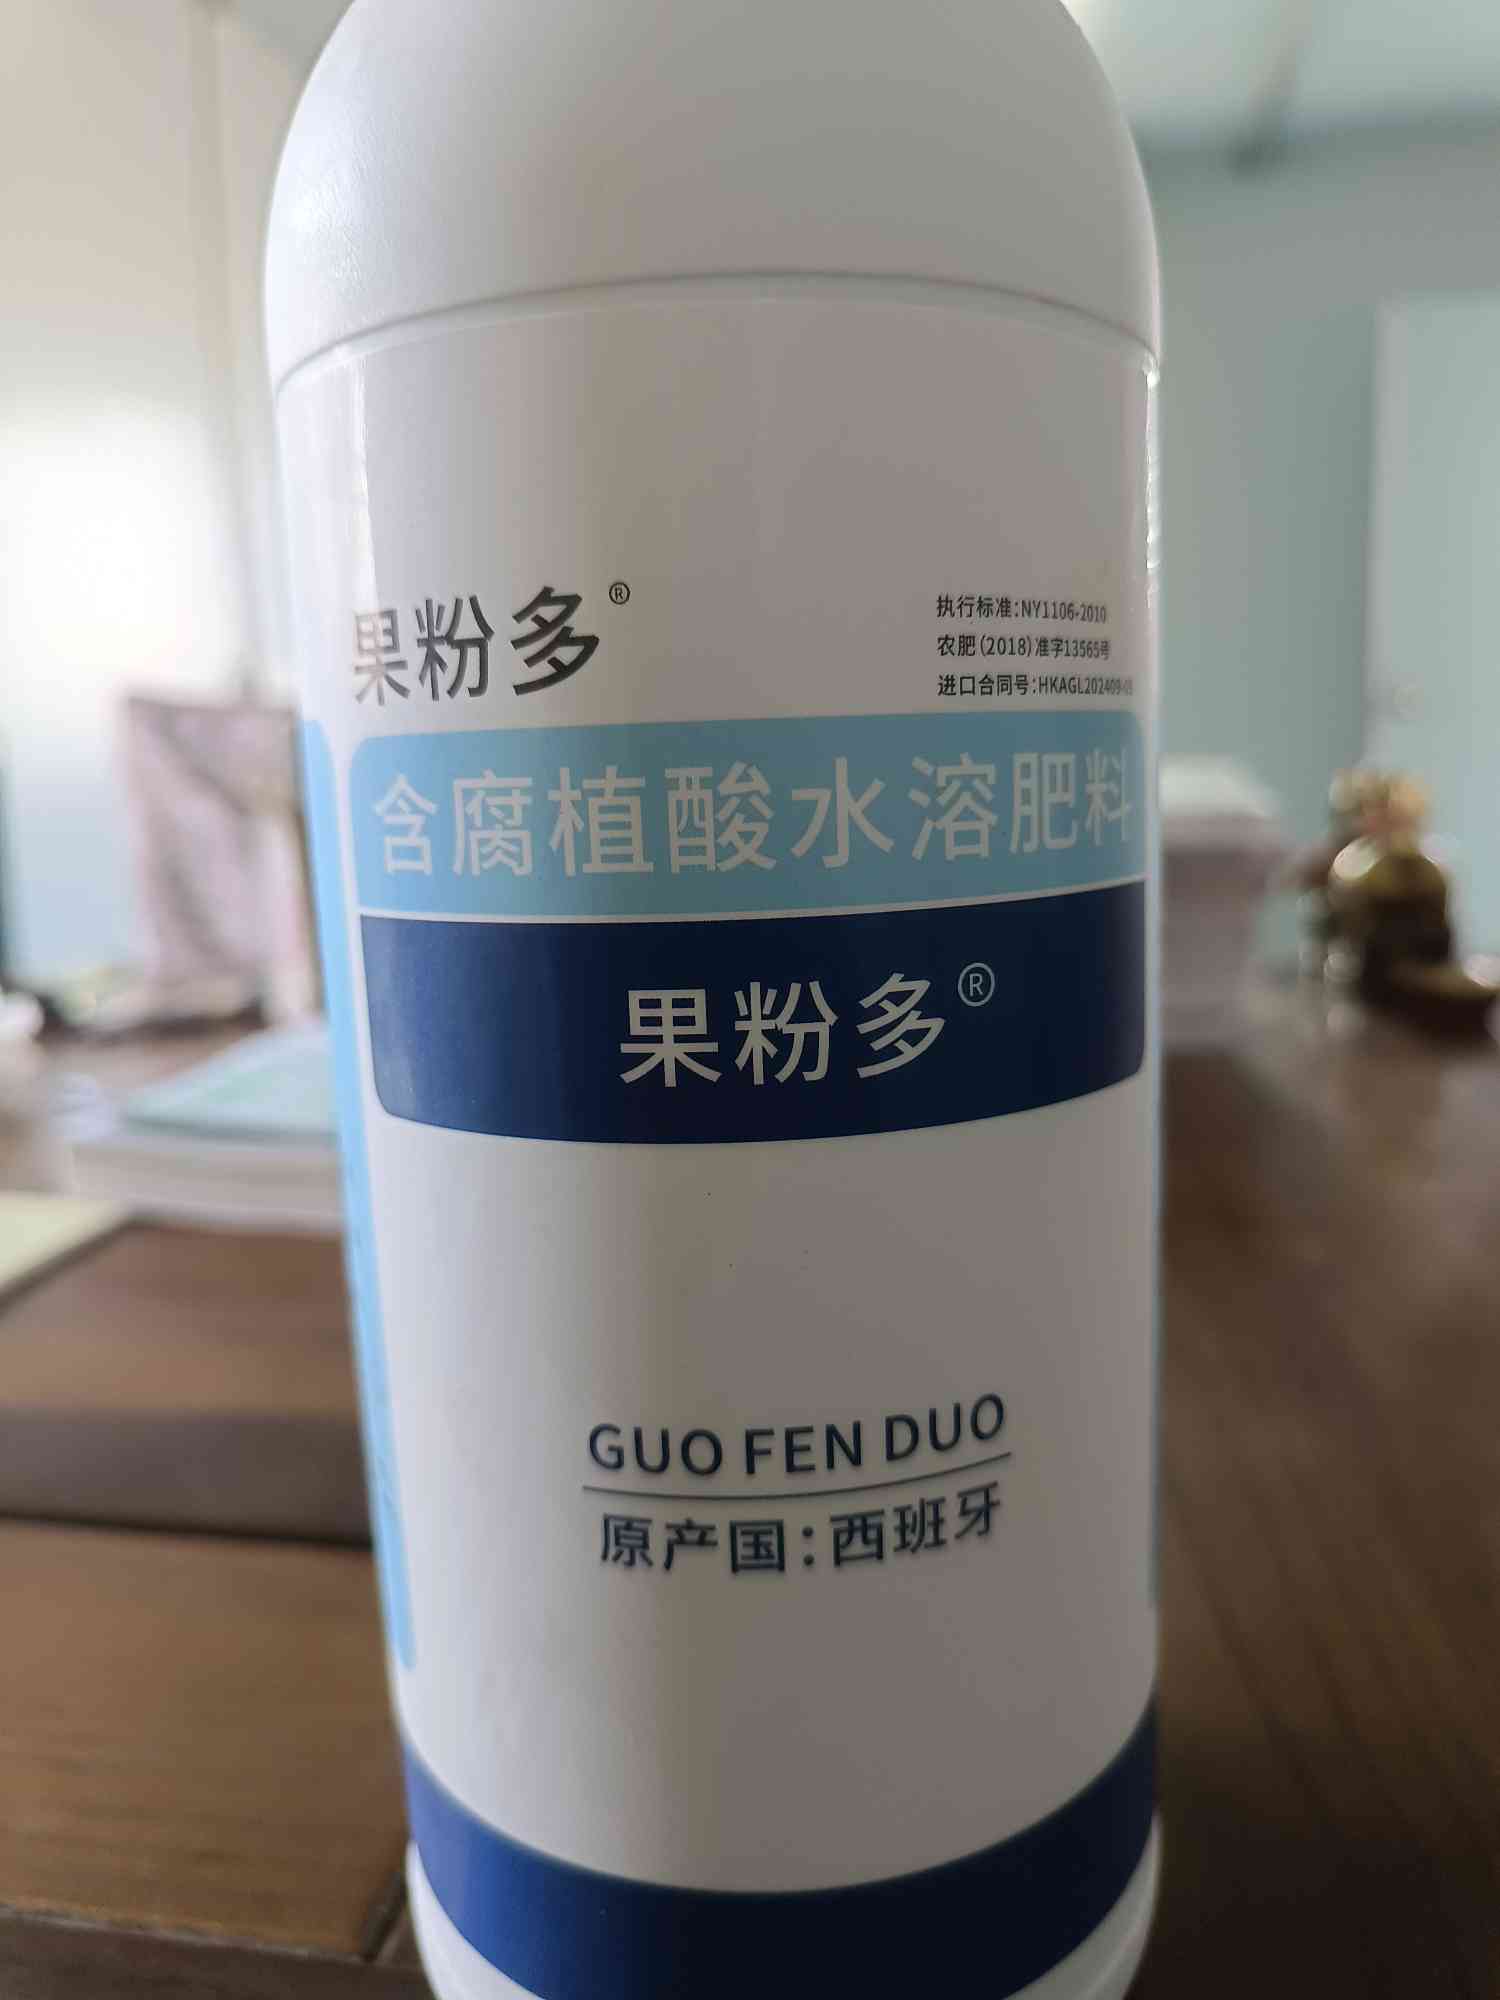 果粉多®
执行标准:NY1106-2010
农肥(2018)准字13565号
进口合同号:HKAGL202409-09
含腐植酸水溶肥料
果粉多®
GUO FEN DUO
原产国:西班牙